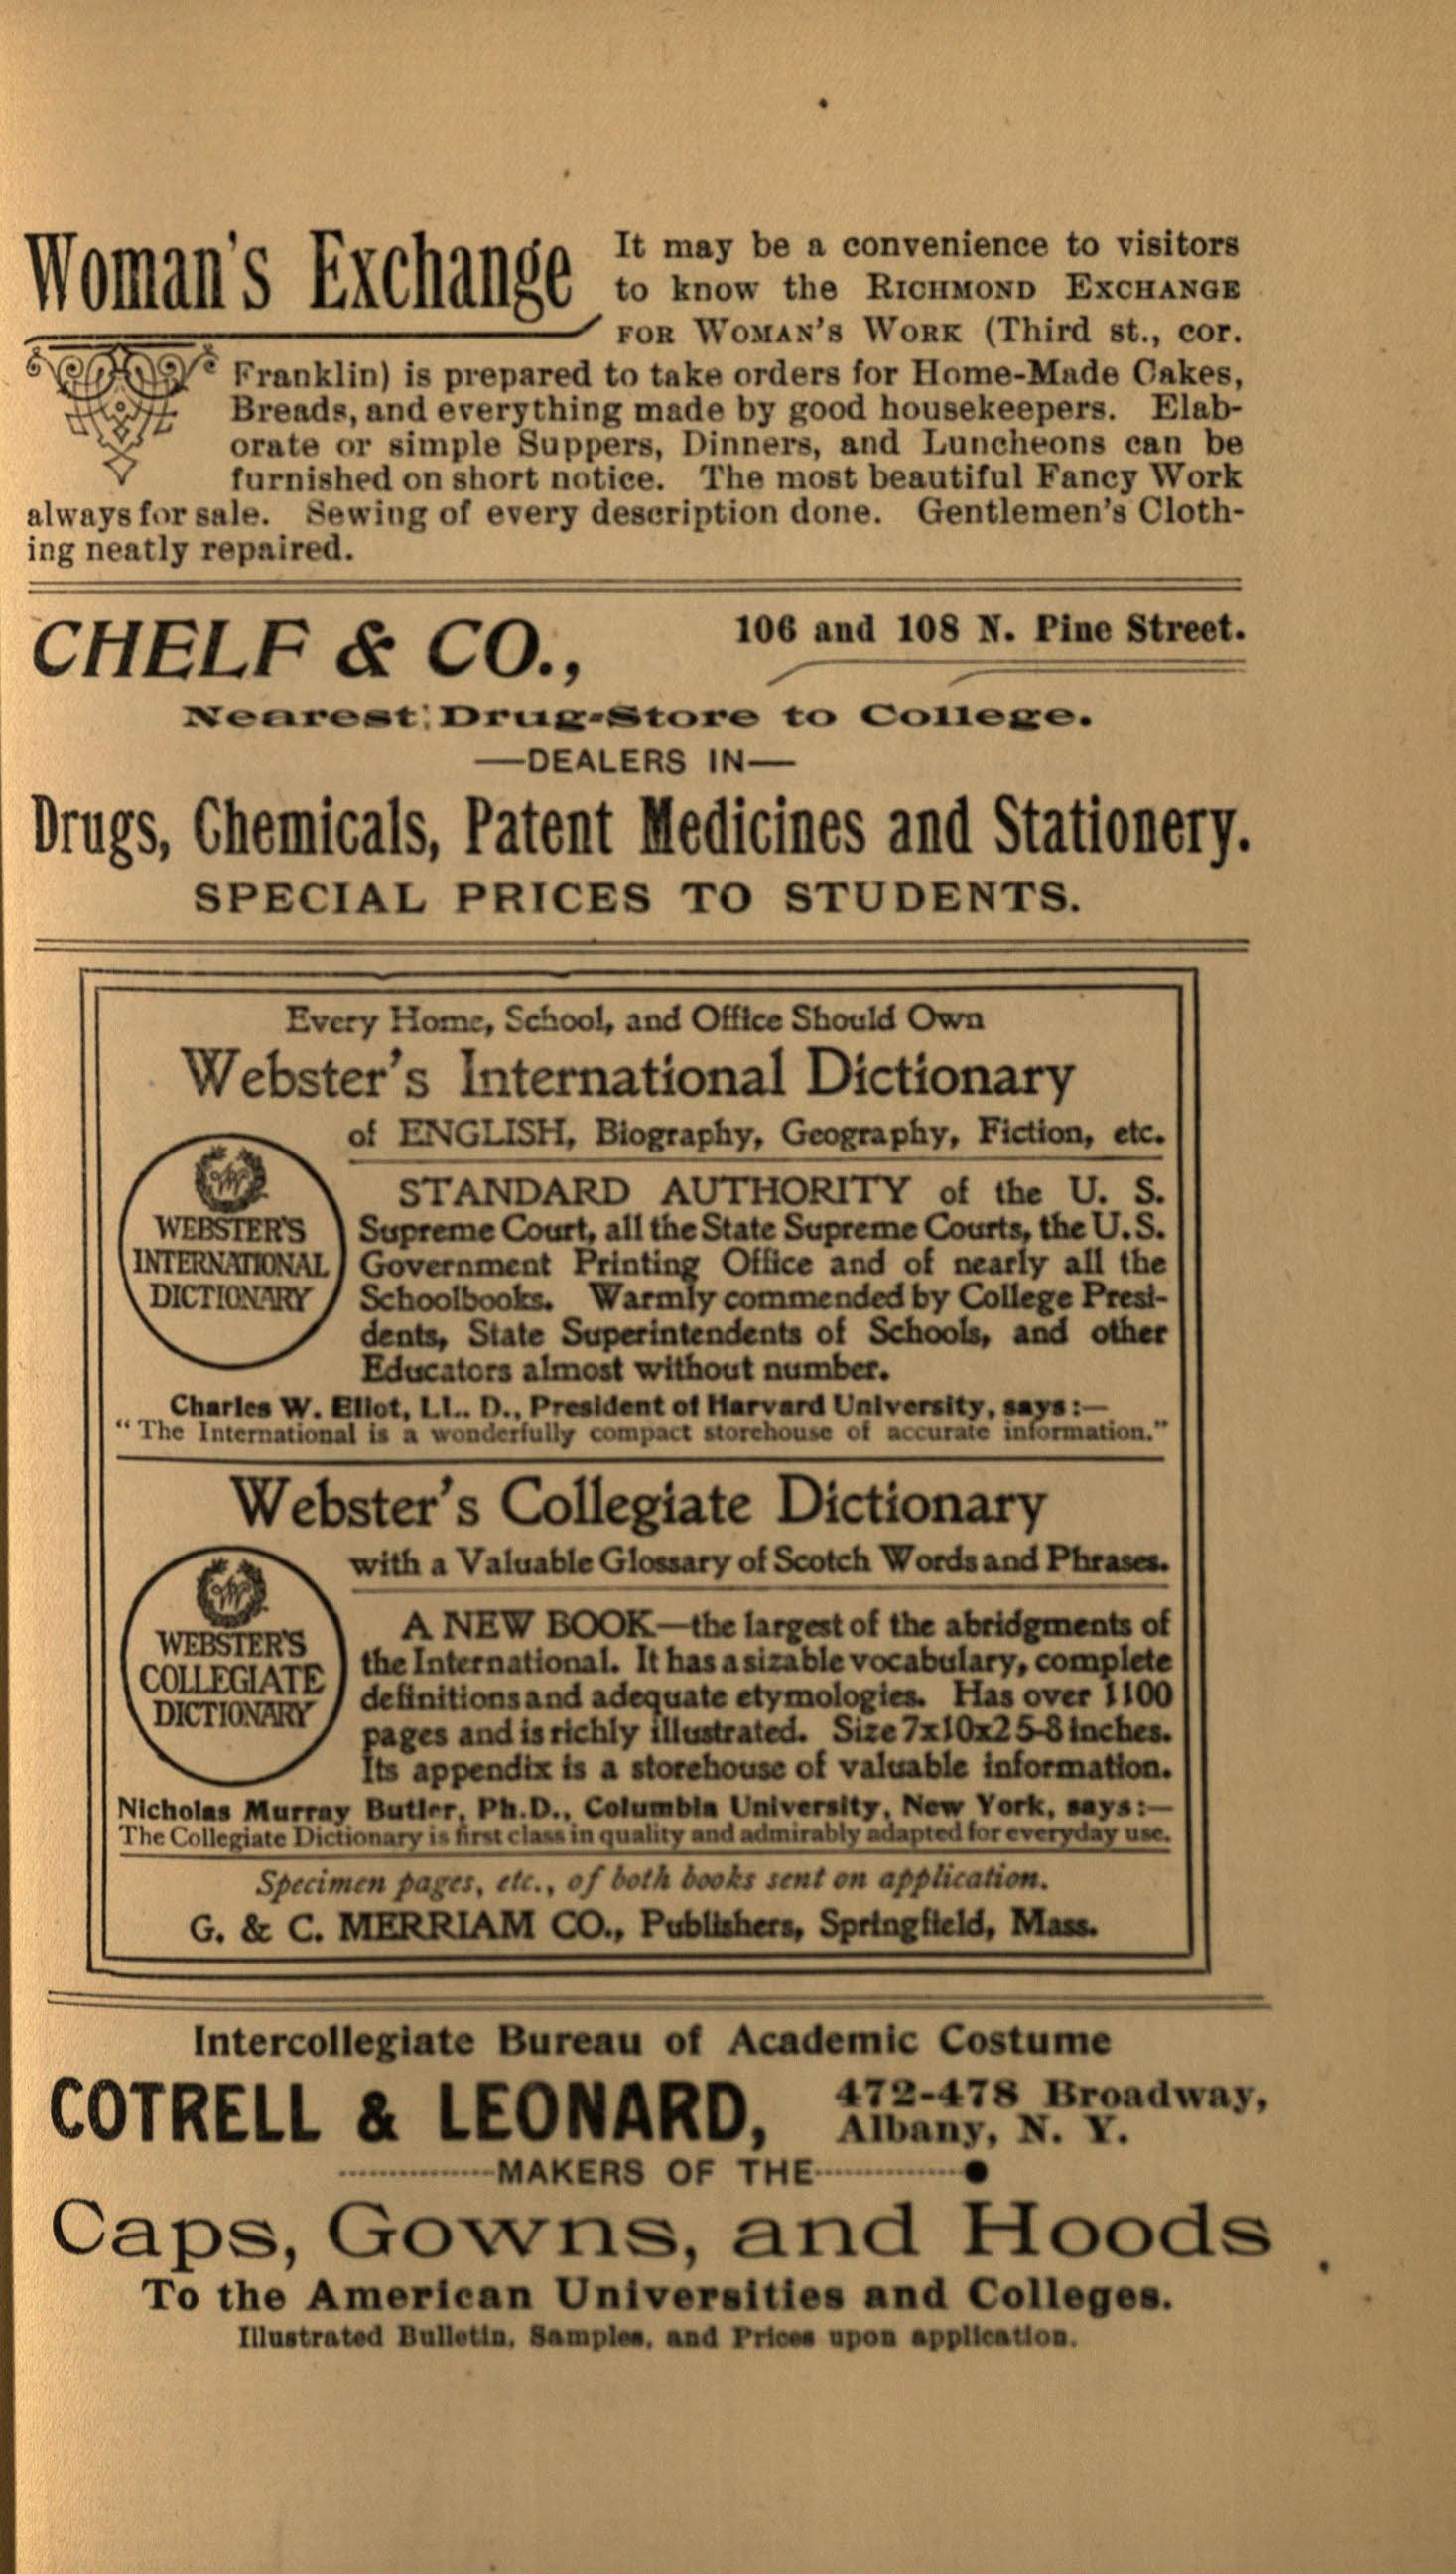 Woman's Exchange
It may be a convenience to visitors
to know the RICHMOND EXCHANGE
FOR WOMAN'S WORK (Third st., cor.
Franklin) is prepared to take orders for Home-Made Cakes,
Breads, and everything made by good housekeepers. Elab-
orate or simple Suppers, Dinners, and Luncheons can be
furnished on short notice. The most beautiful Fancy Work
always for sale. Sewing of every description done. Gentlemen's Cloth-
ing neatly repaired.
CHELF & CO.,
106 and 108 N. Pine Street.
Nearest Drug-Store to College.
—DEALERS IN—
Drugs, Chemicals, Patent Medicines and Stationery.
SPECIAL PRICES TO STUDENTS.
Every Home, School, and Office Should Own
Webster's International Dictionary
of ENGLISH, Biography, Geography, Fiction, etc.
WEBSTER'S
INTERNATIONAL
DICTIONARY
STANDARD AUTHORITY of the U. S.
Supreme Court, all the State Supreme Courts, the U.S.
Government Printing Office and of nearly all the
Schoolbooks. Warmly commended by College Presi-
dents, State Superintendents of Schools, and other
Educators almost without number.
Charles W. Eliot, LL. D., President of Harvard University, says:—
"The International is a wonderfully compact storehouse of accurate information."
Webster's Collegiate Dictionary
with a Valuable Glossary of Scotch Words and Phrases.
WEBSTER'S
COLLEGIATE
DICTIONARY
A NEW BOOK—the largest of the abridgments of
the International. It has a sizable vocabulary, complete
definitions and adequate etymologies. Has over 1100
pages and is richly illustrated. Size 7x10x2 5-8 inches.
Its appendix is a storehouse of valuable information.
Nicholas Murray Butler, Ph.D., Columbia University, New York, says:—
The Collegiate Dictionary is first class in quality and admirably adapted for everyday use.
Specimen pages, etc., of both books sent on application.
G. & C. MERRIAM CO., Publishers, Springfield, Mass.
Intercollegiate Bureau of Academic Costume
COTRELL & LEONARD,
472-478 Broadway,
Albany, N. Y.
MAKERS OF THE
Caps, Gowns, and Hoods
To the American Universities and Colleges.
Illustrated Bulletin, Samples, and Prices upon application.